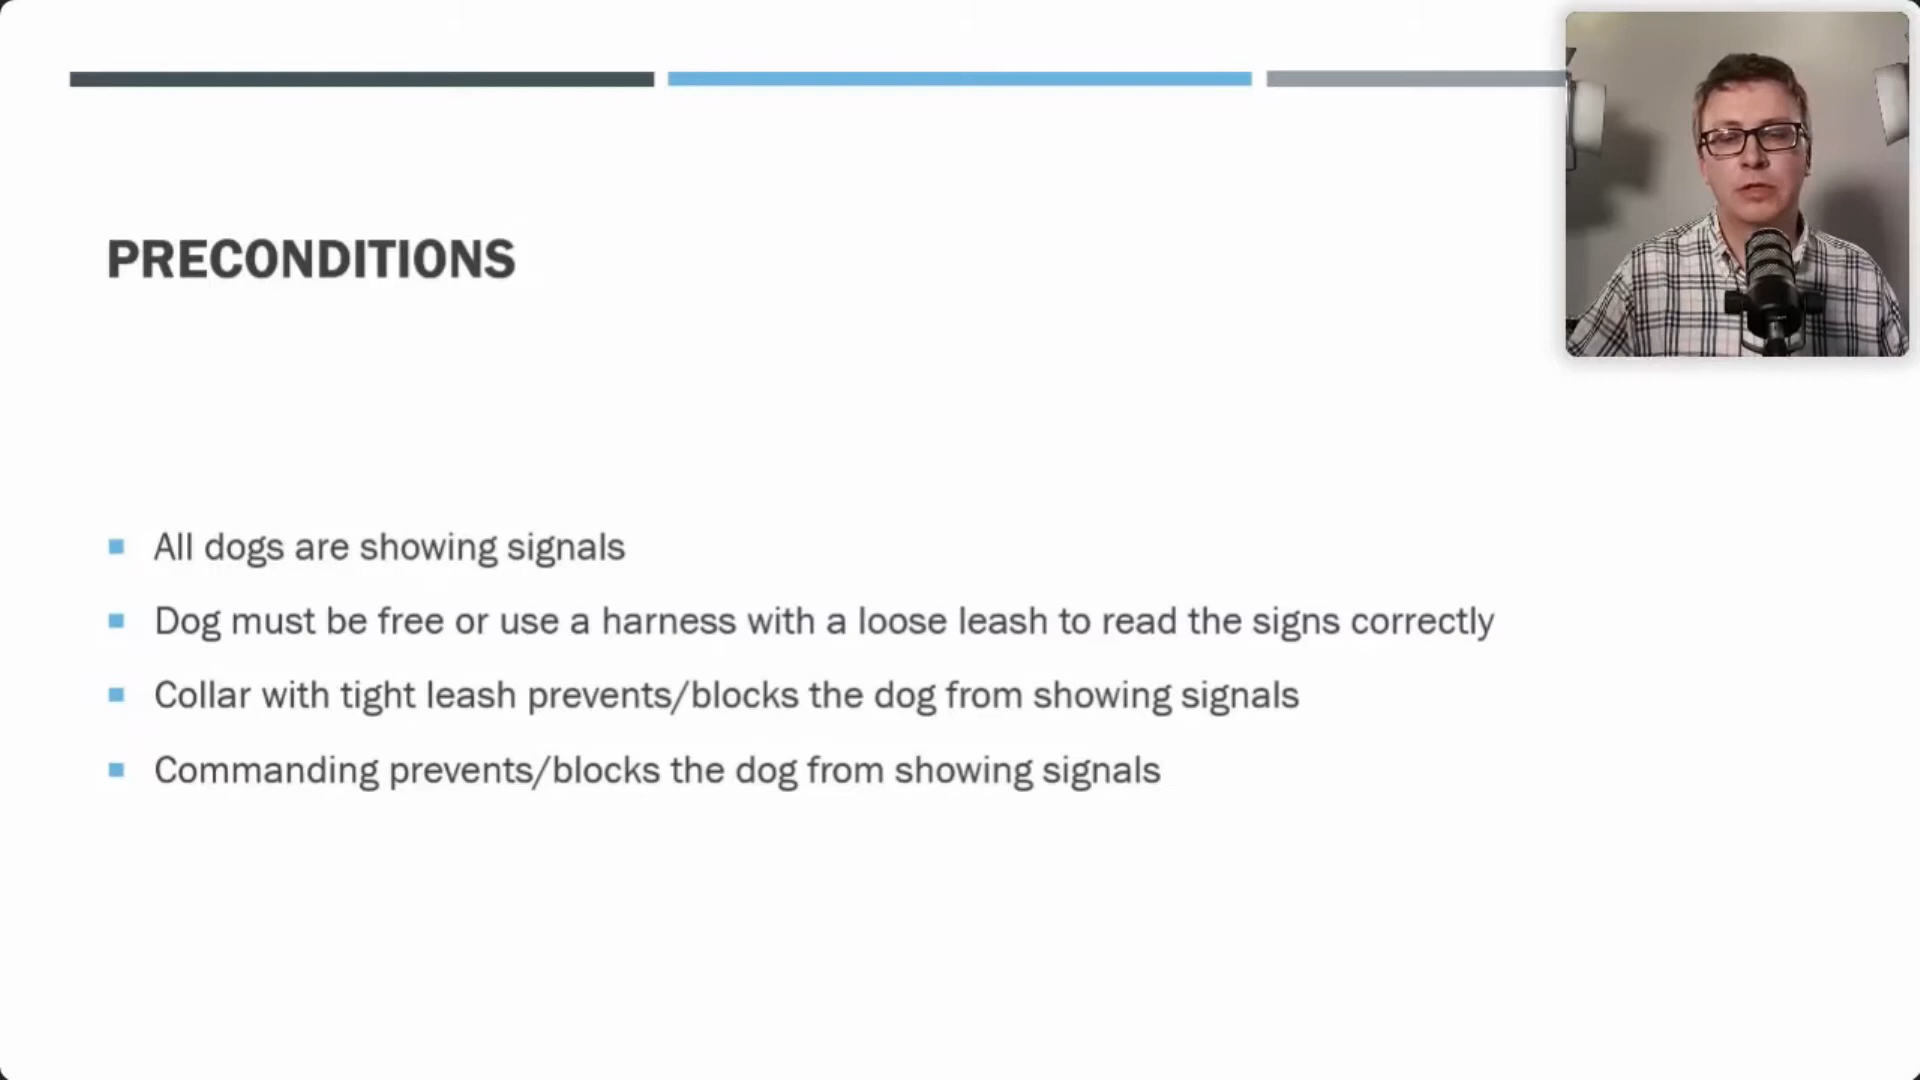 PRECONDITIONS
All dogs are showing signals
Dog must be free or use a harness with a loose leash to read the signs correctly
Collar with tight leash prevents/blocks the dog from showing signals
Commanding prevents/blocks the dog from showing signals